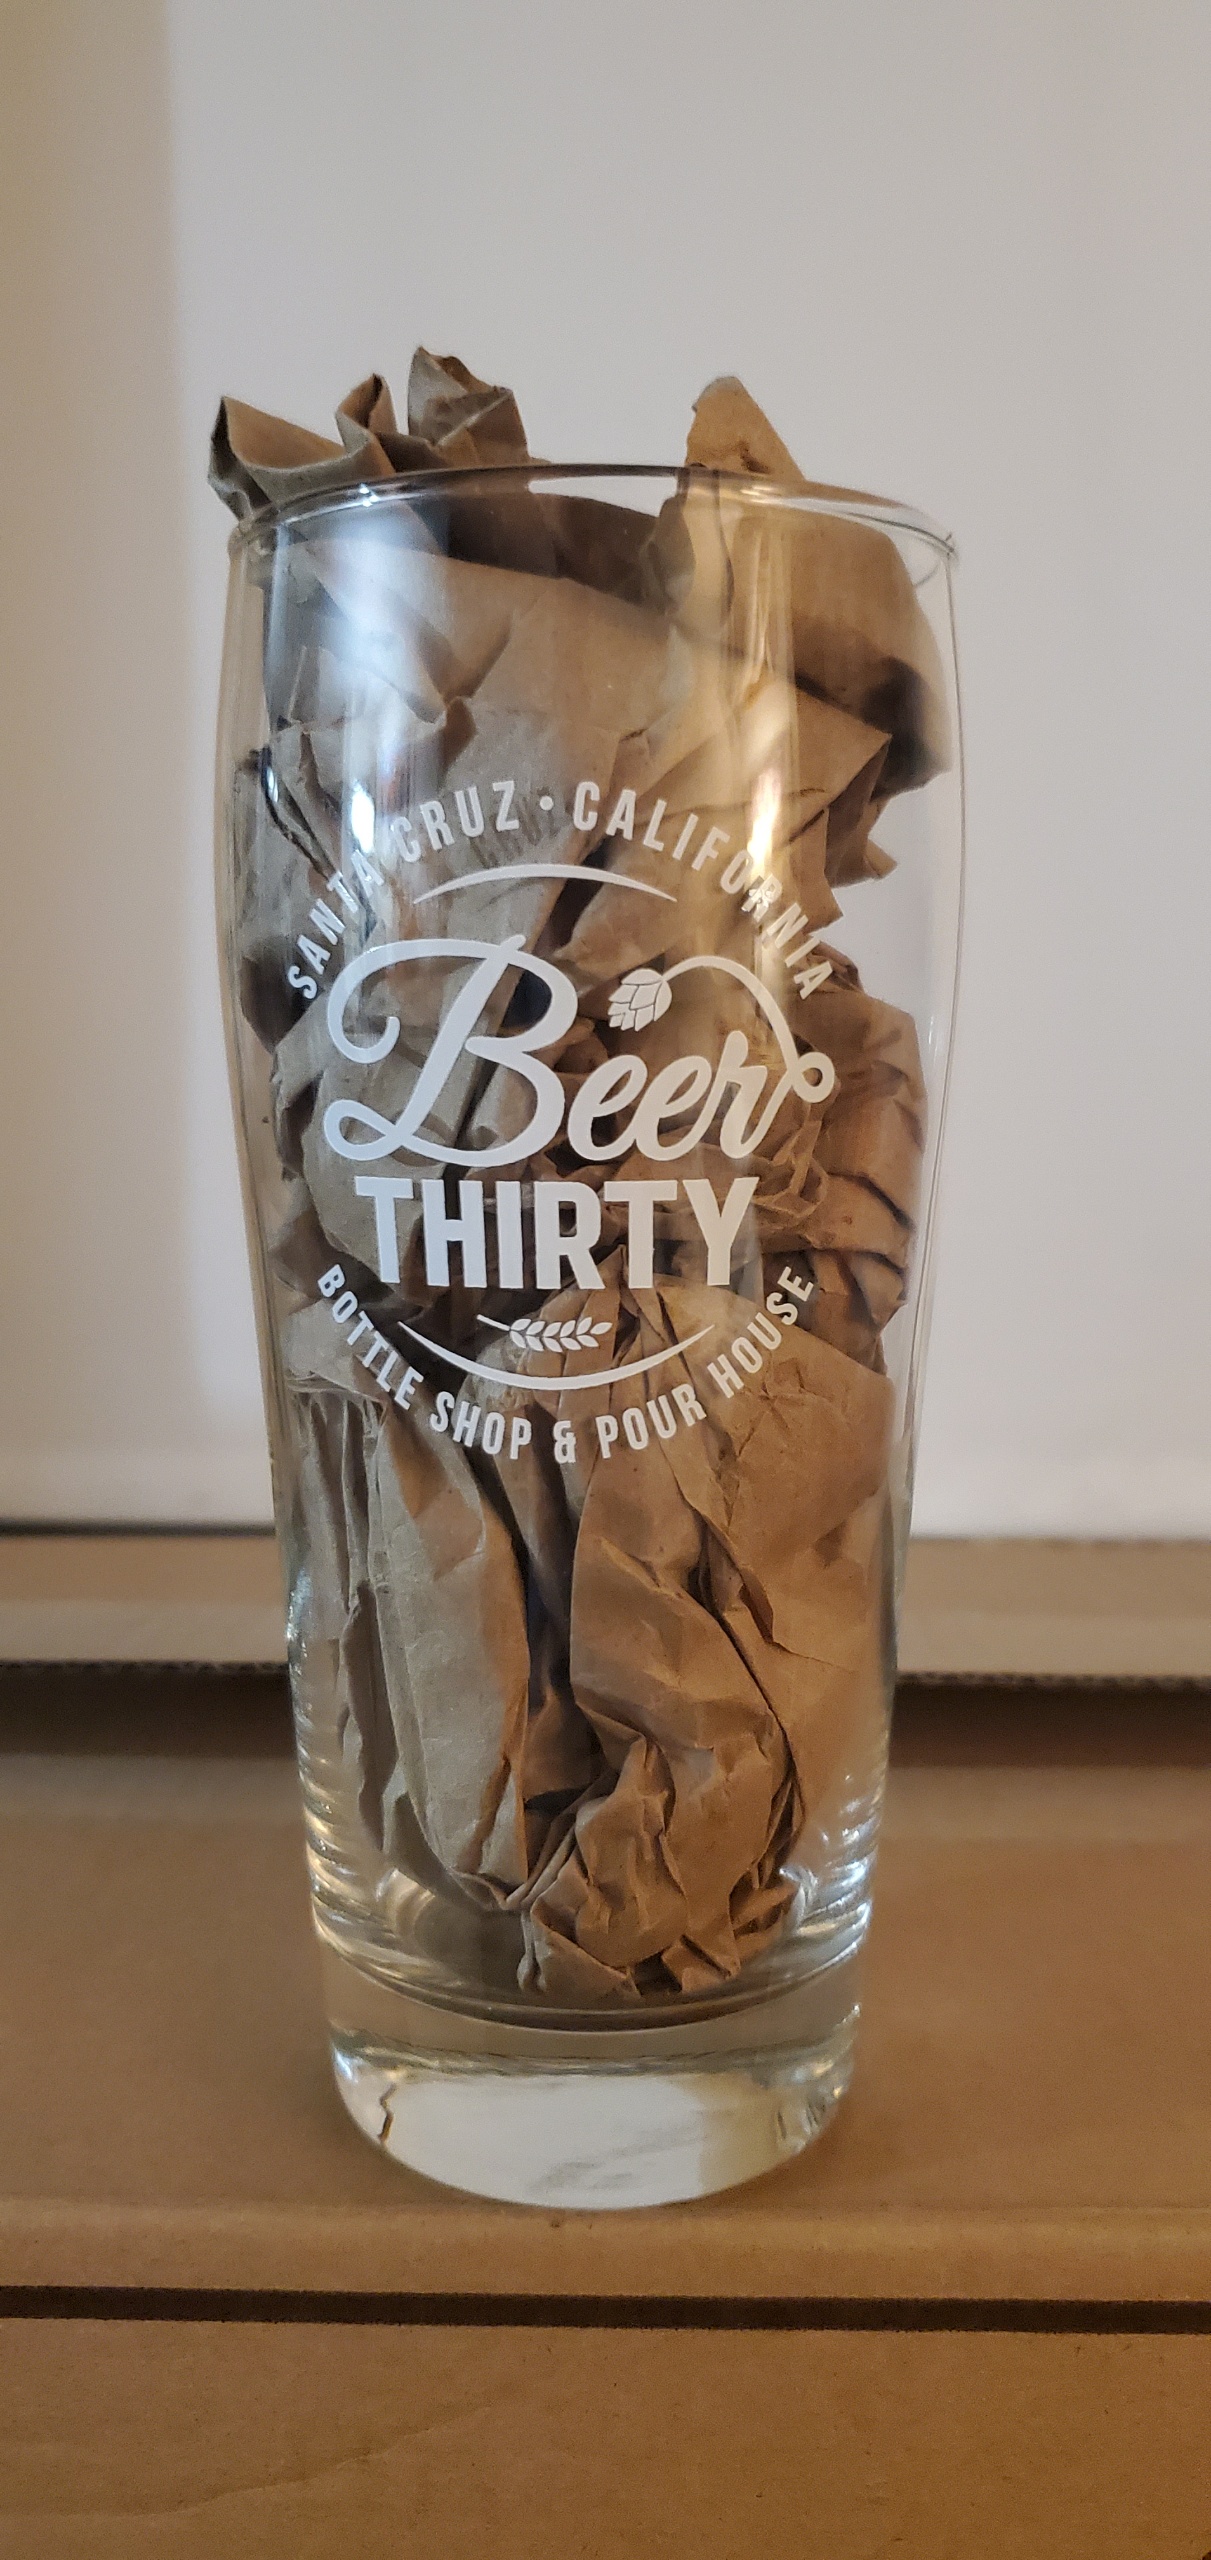 SANTA CRUZ · CALIFORNIA
Beer
THIRTY
BOTTLE SHOP & POUR HOUSE